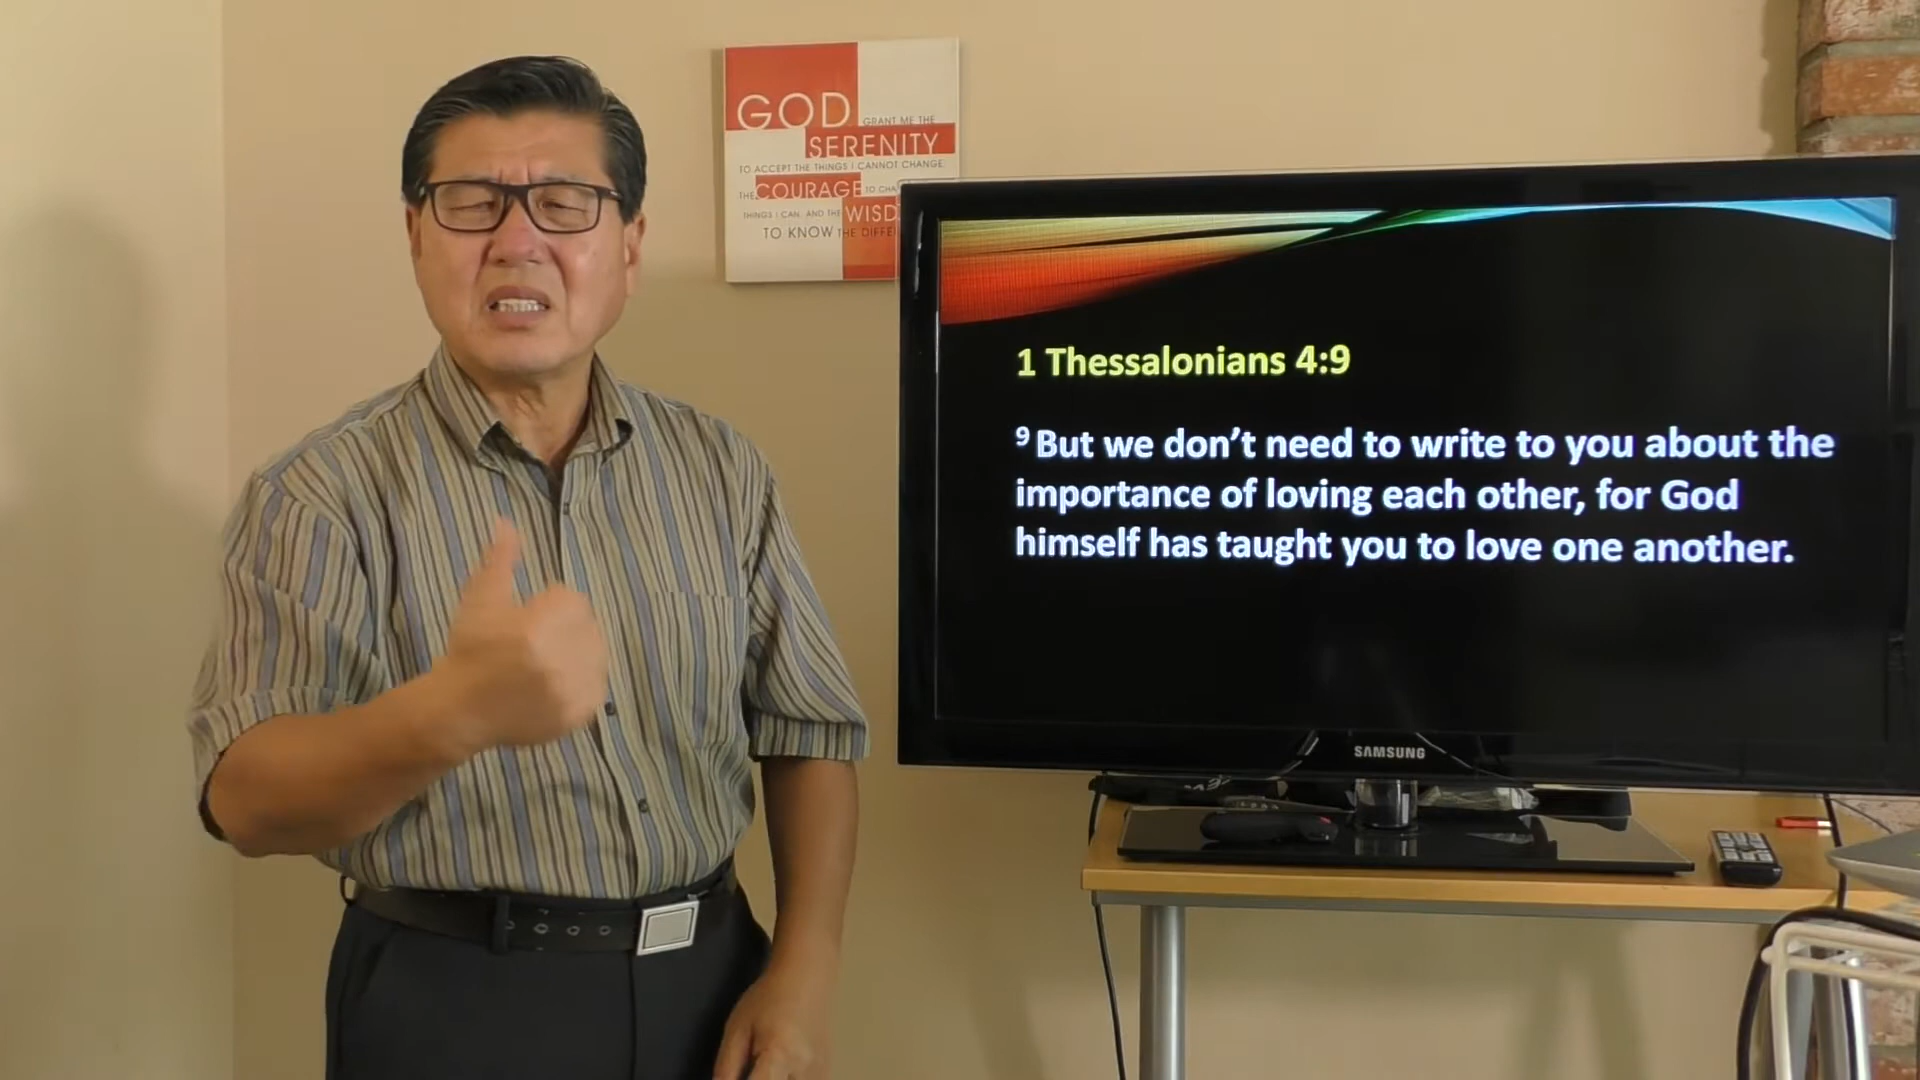 GOD GRANT ME THE
SERENITY
TO ACCEPT THE THINGS I CANNOT CHANGE
THE COURAGE TO
THINGS I CAN, AND THE
TO KNOW THE
1 Thessalonians 4:9
9 But we don’t need to write to you about the
importance of loving each other, for God
himself has taught you to love one another.
SAMSUNG